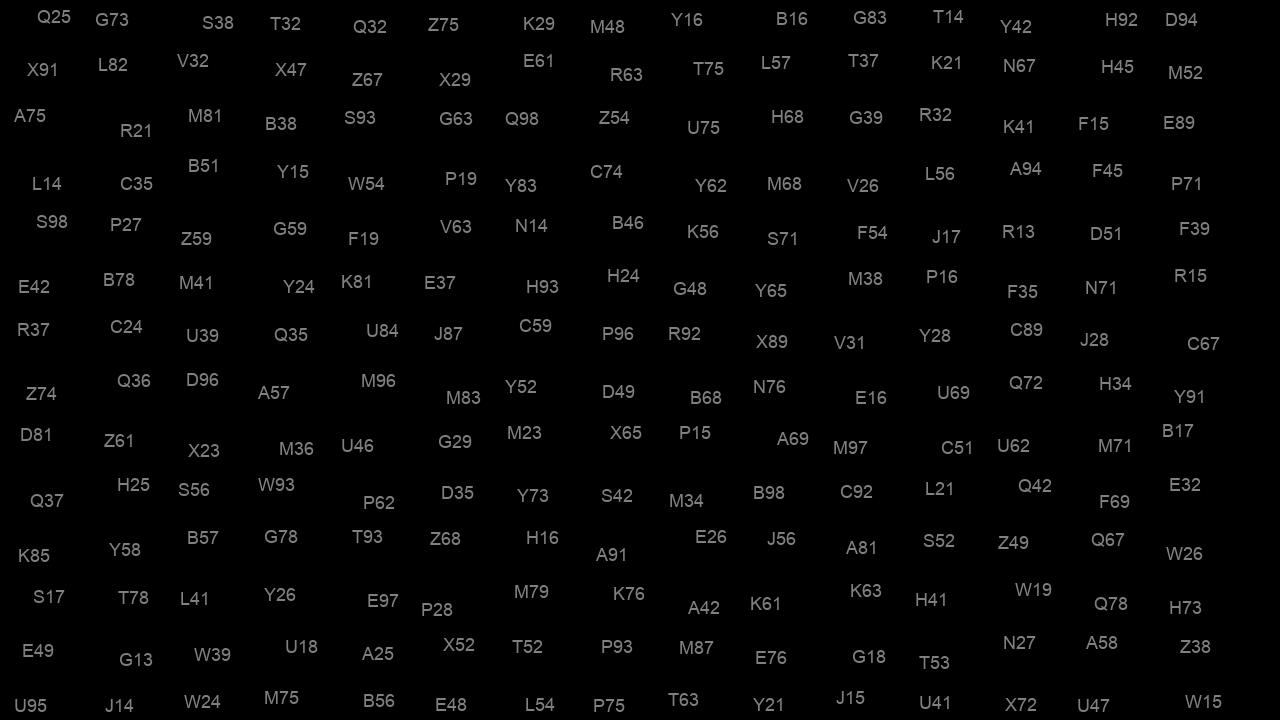 Q25 G73 S38 T32 Q32 Z75 K29 M48 Y16 B16 G83 T14 Y42 H92 D94
X91 L82 V32 X47 Z67 X29 E61 R63 T75 L57 T37 K21 N67 H45 M52
A75 R21 M81 B38 S93 G63 Q98 Z54 U75 H68 G39 R32 K41 F15 E89
L14 C35 B51 Y15 W54 P19 Y83 C74 Y62 M68 V26 L56 A94 F45 P71
S98 P27 Z59 G59 F19 V63 N14 B46 K56 S71 F54 J17 R13 D51 F39
E42 B78 M41 Y24 K81 E37 H93 H24 G48 Y65 M38 P16 F35 N71 R15
R37 C24 U39 Q35 U84 J87 C59 P96 R92 X89 V31 Y28 C89 J28 C67
Z74 Q36 D96 A57 M96 M83 Y52 D49 B68 N76 E16 U69 Q72 H34 Y91
D81 Z61 X23 M36 U46 G29 M23 X65 P15 A69 M97 C51 U62 M71 B17
Q37 H25 S56 W93 P62 D35 Y73 S42 M34 B98 C92 L21 Q42 F69 E32
K85 Y58 B57 G78 T93 Z68 H16 A91 E26 J56 A81 S52 Z49 Q67 W26
S17 T78 L41 Y26 E97 P28 M79 K76 A42 K61 K63 H41 W19 Q78 H73
E49 G13 W39 U18 A25 X52 T52 P93 M87 E76 G18 T53 N27 A58 Z38
U95 J14 W24 M75 B56 E48 L54 P75 T63 Y21 J15 U41 X72 U47 W15